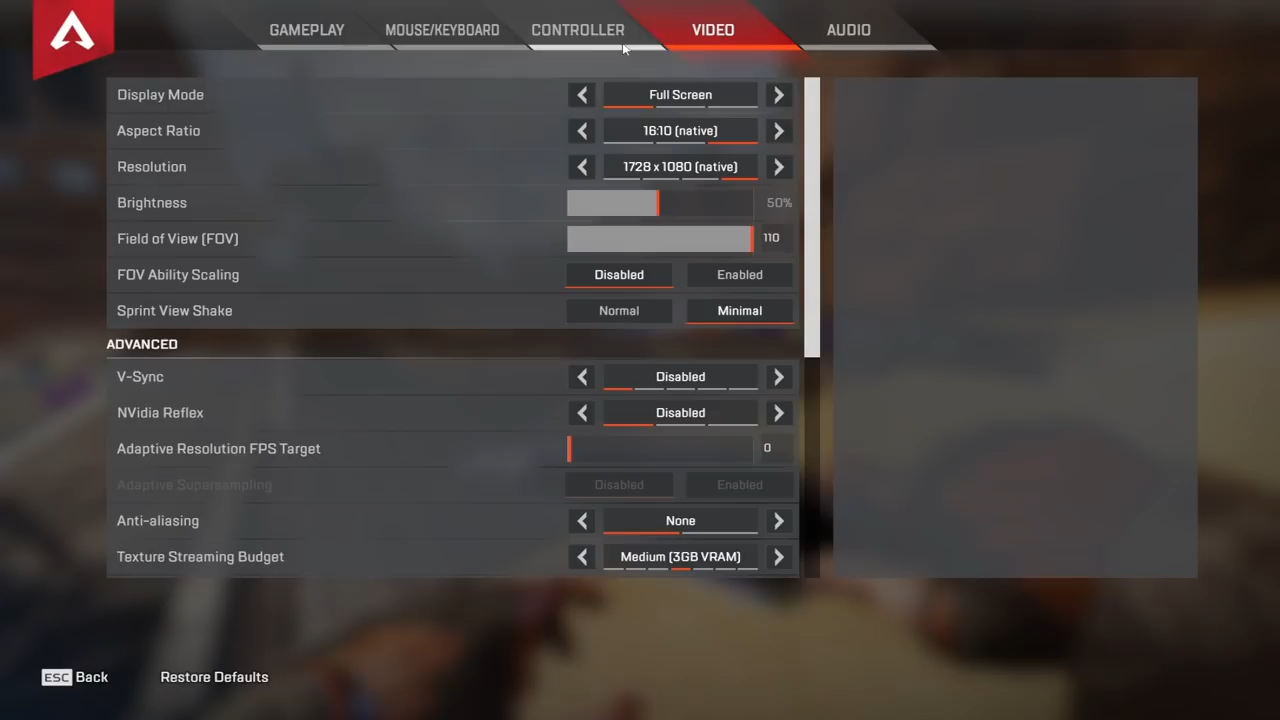 GAMEPLAY MOUSE/KEYBOARD CONTROLLER VIDEO AUDIO
Display Mode Full Screen
Aspect Ratio 16:10 (native)
Resolution 1728 x 1080 (native)
Brightness 50%
Field of View (FOV) 110
FOV Ability Scaling Disabled Enabled
Sprint View Shake Normal Minimal
ADVANCED
V-Sync Disabled
NVidia Reflex Disabled
Adaptive Resolution FPS Target 0
Adaptive Supersampling Disabled Enabled
Anti-aliasing None
Texture Streaming Budget Medium (3GB VRAM)
ESC Back Restore Defaults